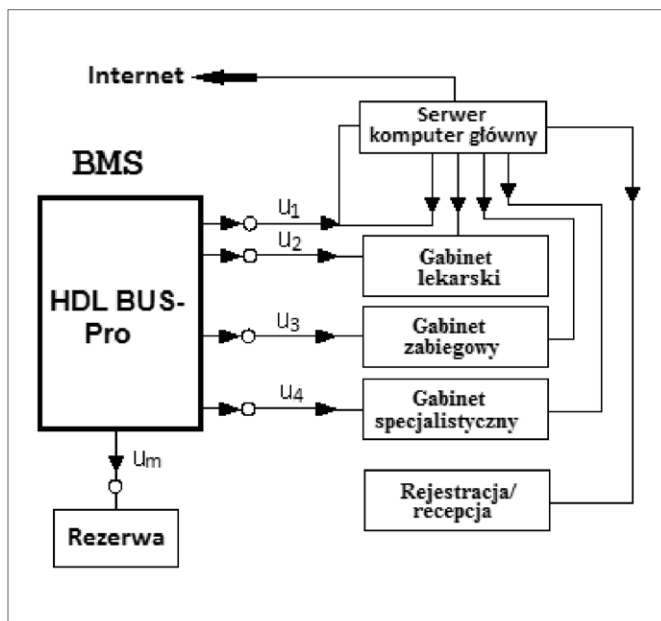 Internet
Serwer
komputer główny
BMS
HDL BUS-
Pro
u1
u2
u3
u4
um
Gabinet
lekarski
Gabinet
zabiegowy
Gabinet
specjalistyczny
Rejestracja/
recepcja
Rezerwa